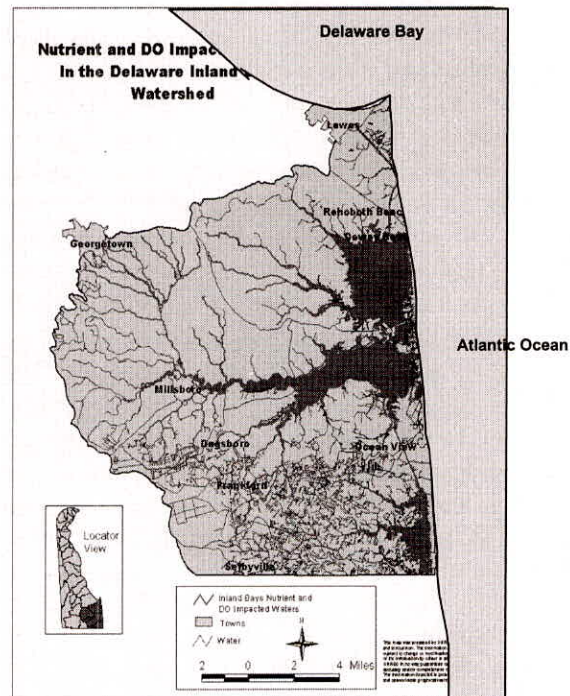 Delaware Bay
Nutrient and DO Impac
In the Delaware Inland
Watershed
Lewes
Rehoboth Beac
Georgetown
Atlantic Ocean
Millsboro
Dagsboro
Ocean View
Frankford
Selbyville
Locator
View
Inland Bays Nutrient and
DO Impacted Waters
Towns
Water
N
2 0 2 4 Miles